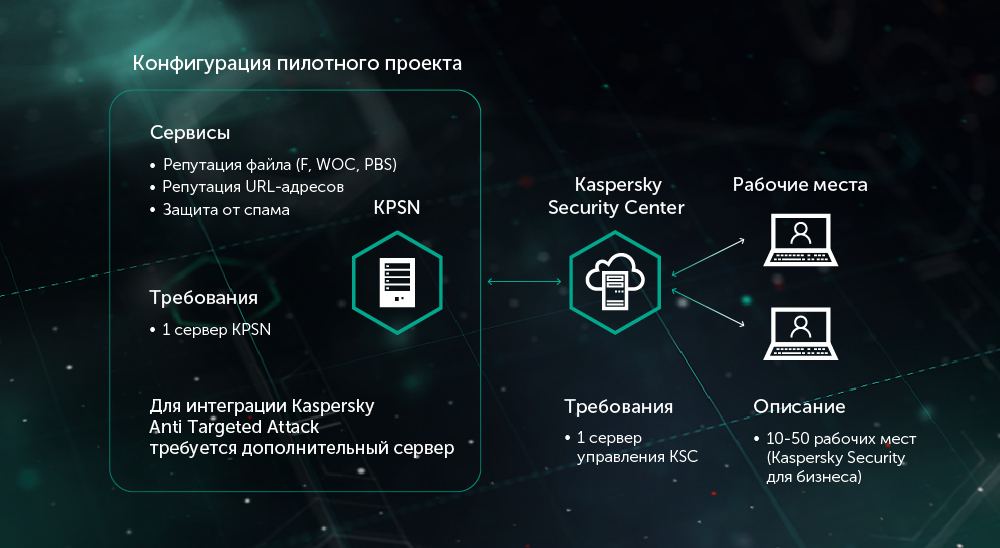 Конфигурация пилотного проекта
Сервисы
• Репутация файла (F, WOC, PBS)
• Репутация URL-адресов
• Защита от спама
KPSN
Требования
• 1 сервер KPSN
Для интеграции Kaspersky
Anti Targeted Attack
требуется дополнительный сервер
Kaspersky
Security Center
Требования
• 1 сервер
управления KSC
Рабочие места
Описание
• 10-50 рабочих мест
(Kaspersky Security
для бизнеса)